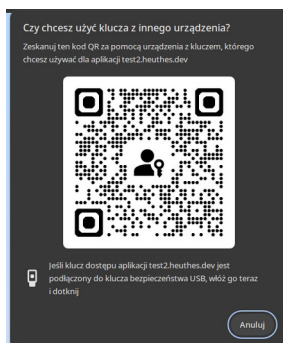 Czy chcesz użyć klucza z innego urządzenia?
Zeskanuj ten kod QR za pomocą urządzenia z kluczem, którego
chcesz używać dla aplikacji test2.heuthes.dev
Jeśli klucz dostępu aplikacji test2.heuthes.dev jest
podłączony do klucza bezpieczeństwa USB, włóż go teraz
i dotknij
Anuluj